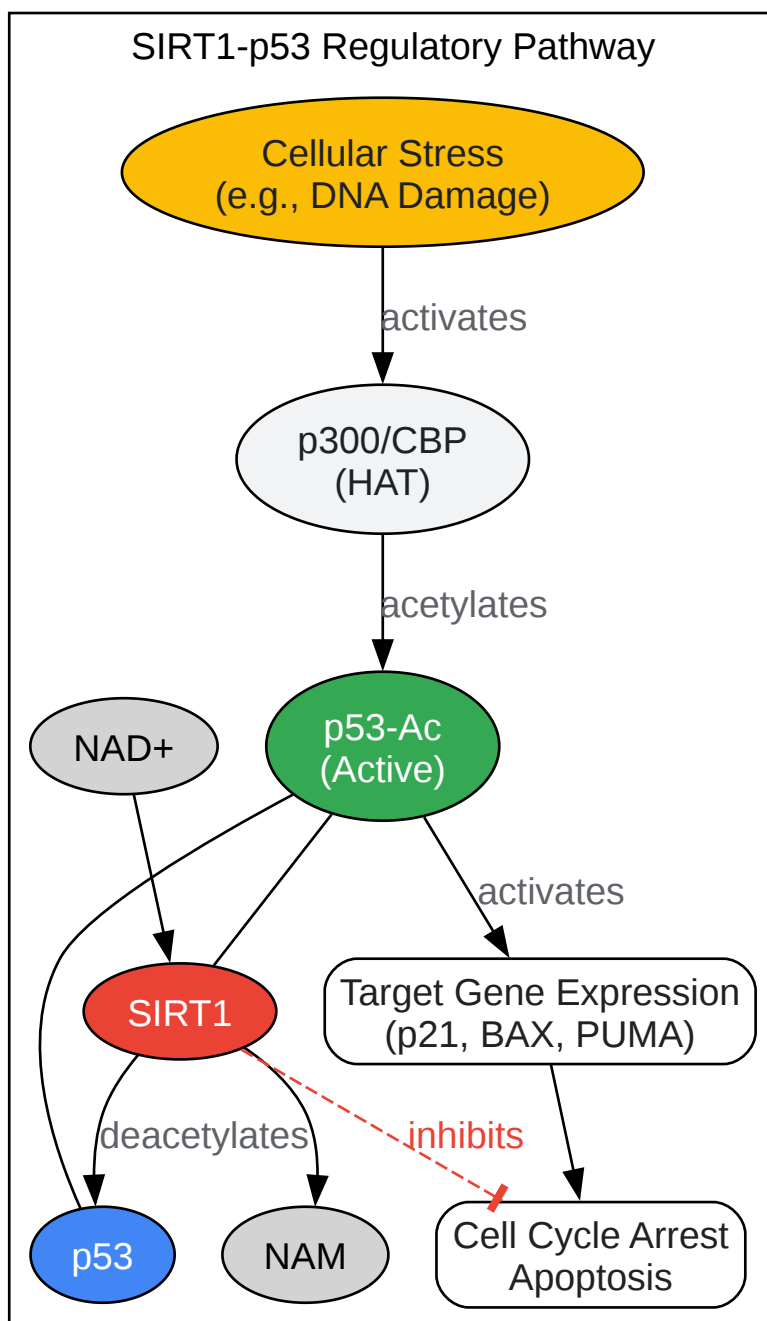 SIRT1-p53 Regulatory Pathway
Cellular Stress
(e.g., DNA Damage)
activates
p300/CBP
(HAT)
acetylates
p53-Ac
(Active)
NAD+
activates
SIRT1
Target Gene Expression
(p21, BAX, PUMA)
deacetylates
inhibits
p53
NAM
Cell Cycle Arrest
Apoptosis